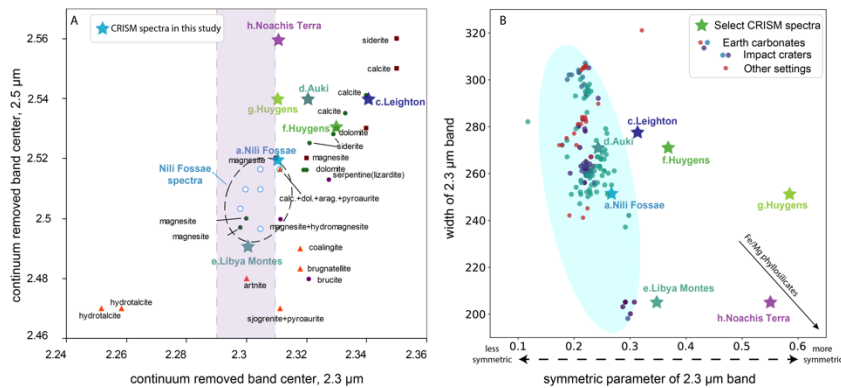 A
CRISM spectra in this study
h.Noachis Terra
siderite
calcite
d.Auki
calcite
c.Leighton
g.Huygens
calcite
f.Huygens
dolomite
siderite
a.Nili Fossae
magnesite
magnesite
dolomite
Nili Fossae
spectra
serpentine(lizardite)
calc.+dol.+arag.+pyroaurite
magnesite
magnesite+hydromagnesite
magnesite
coalingite
e.Libya Montes
brugnatellite
brucite
artnite
hydrotalcite
hydrotalcite
sjogrenite+pyroaurite
2.56
2.54
2.52
2.5
2.48
2.46
continuum removed band center, 2.5 µm
2.24 2.26 2.28 2.3 2.32 2.34 2.36
continuum removed band center, 2.3 µm
B
Select CRISM spectra
Earth carbonates
Impact craters
Other settings
c.Leighton
d.Auki
f.Huygens
a.Nili Fossae
g.Huygens
Fe/Mg phyllosilicates
e.Libya Montes
h.Noachis Terra
320
300
280
260
240
220
200
width of 2.3 µm band
0.1 0.2 0.3 0.4 0.5 0.6
less
symmetric
more
symmetric
symmetric parameter of 2.3 µm band